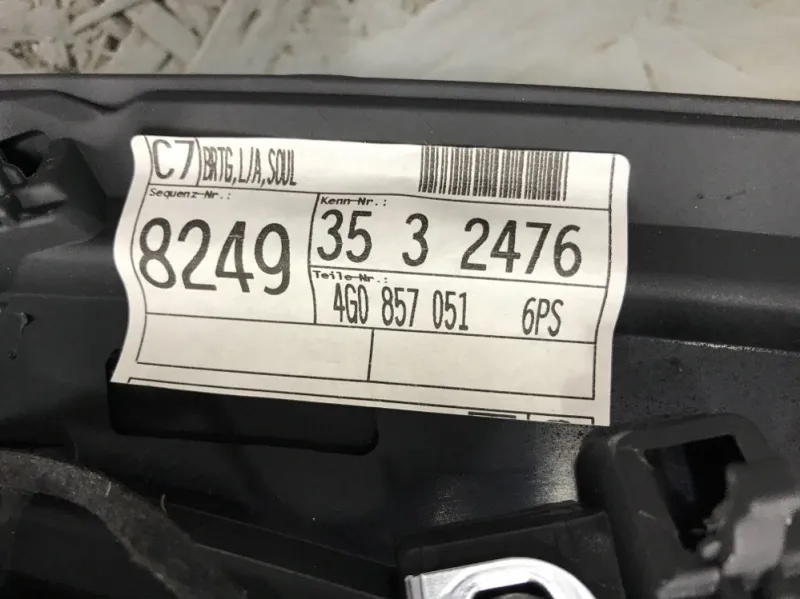 C7 BRTG,L/A,SOUL
Sequenz-Nr.:
8249
Kenn-Nr.:
35 3 2476
Teile-Nr.:
4G0 857 051 6PS